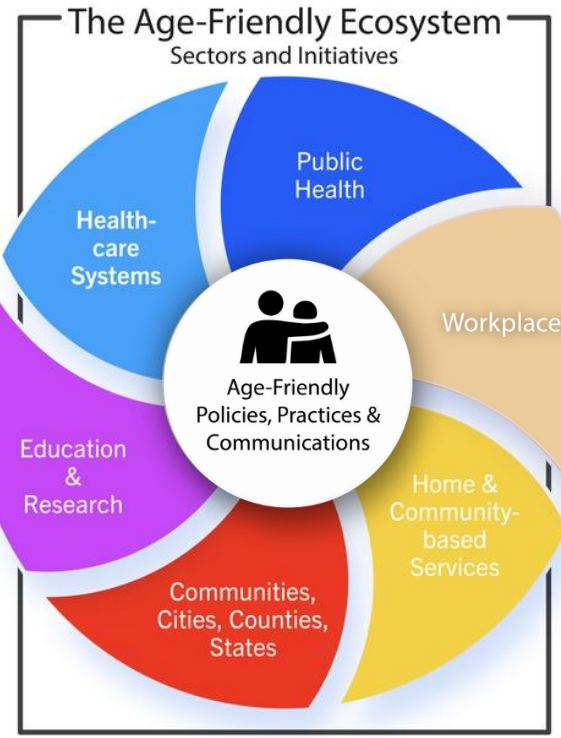 The Age-Friendly Ecosystem
Sectors and Initiatives
Public
Health
Health-
care
Systems
Workplace
Age-Friendly
Policies, Practices &
Communications
Education
&
Research
Home &
Community-
based
Services
Communities,
Cities, Counties,
States